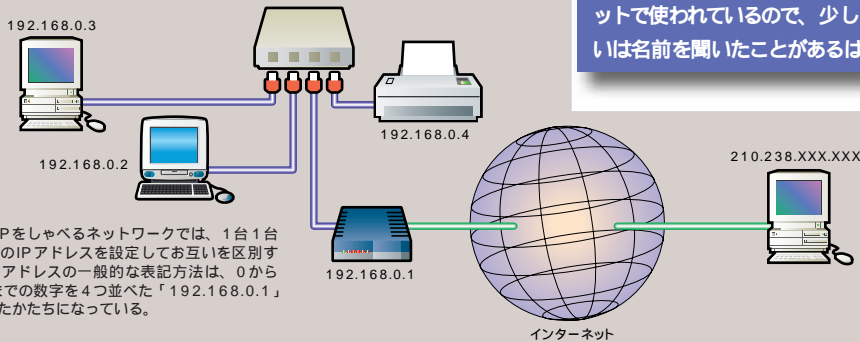 ットで使われているので、少し
いは名前を聞いたことがあるは
192.168.0.3
192.168.0.2
192.168.0.4
210.238.XXX.XXX
Pをしゃべるネットワークでは、1台1台
のIPアドレスを設定してお互いを区別す
アドレスの一般的な表記方法は、0から
までの数字を4つ並べた「192.168.0.1」
たかたちになっている。
192.168.0.1
インターネット